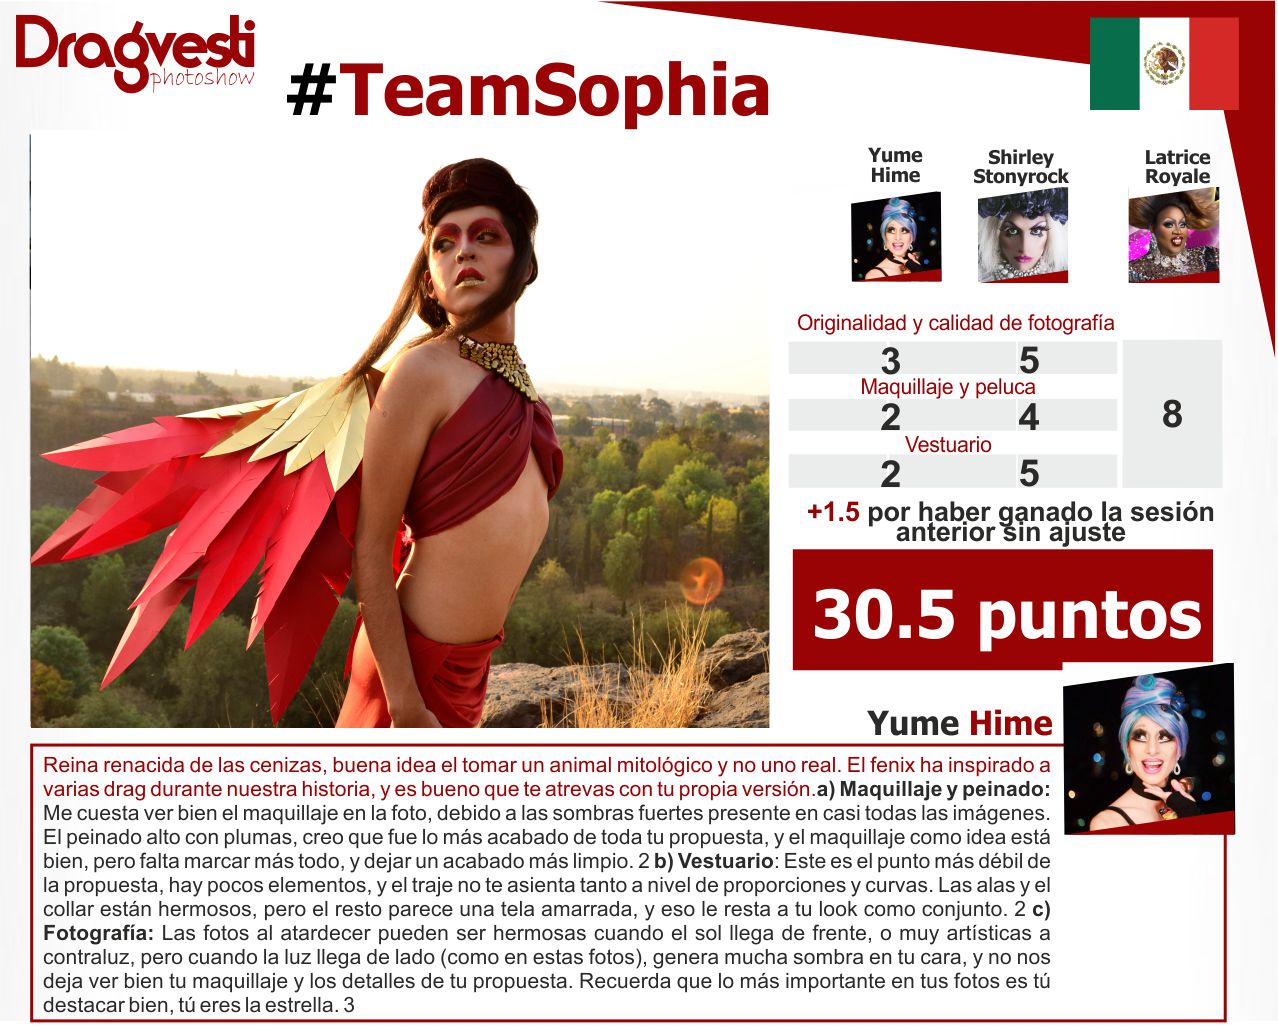 Dragvesti
photoshow
#TeamSophia
Yume
Hime
Shirley
Stonyrock
Latrice
Royale
Originalidad y calidad de fotografía
3 5
Maquillaje y peluca
2 4
8
Vestuario
2 5
+1.5 por haber ganado la sesión
anterior sin ajuste
30.5 puntos
Yume Hime
Reina renacida de las cenizas, buena idea el tomar un animal mitológico y no uno real. El fenix ha inspirado a
varias drag durante nuestra historia, y es bueno que te atrevas con tu propia versión.a) Maquillaje y peinado:
Me cuesta ver bien el maquillaje en la foto, debido a las sombras fuertes presente en casi todas las imágenes.
El peinado alto con plumas, creo que fue lo más acabado de toda tu propuesta, y el maquillaje como idea está
bien, pero falta marcar más todo, y dejar un acabado más limpio. 2 b) Vestuario: Este es el punto más débil de
la propuesta, hay pocos elementos, y el traje no te asienta tanto a nivel de proporciones y curvas. Las alas y el
collar están hermosos, pero el resto parece una tela amarrada, y eso le resta a tu look como conjunto. 2 c)
Fotografía: Las fotos al atardecer pueden ser hermosas cuando el sol llega de frente, o muy artísticas a
contraluz, pero cuando la luz llega de lado (como en estas fotos), genera mucha sombra en tu cara, y no nos
deja ver bien tu maquillaje y los detalles de tu propuesta. Recuerda que lo más importante en tus fotos es tú
destacar bien, tú eres la estrella. 3